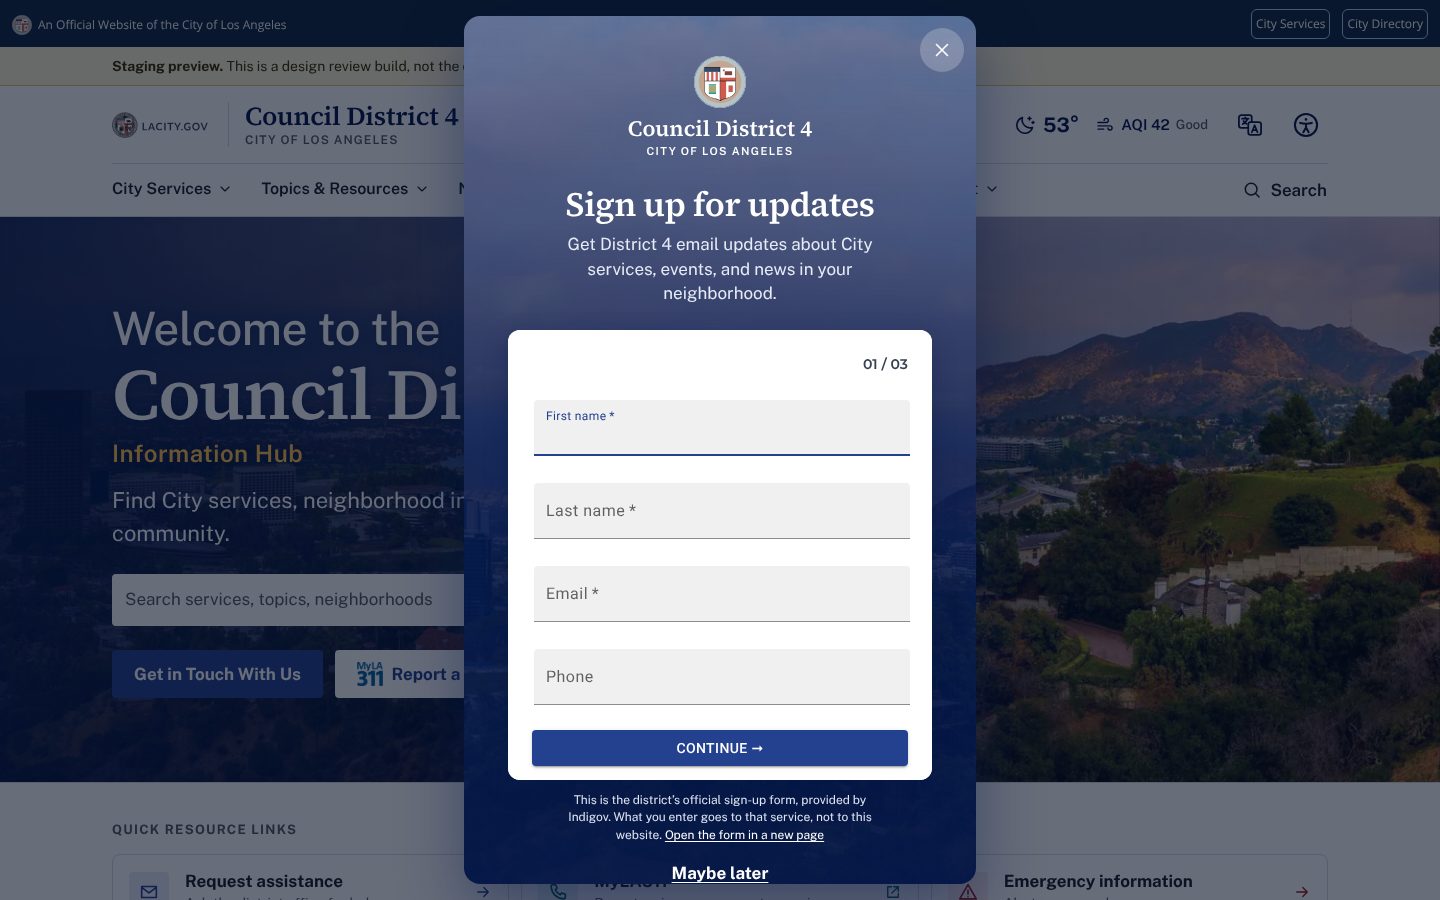 An Official Website of the City of Los Angeles
City Services
City Directory
Staging preview. This is a design review build, not the
LACITY.GOV
Council District 4
CITY OF LOS ANGELES
53°
AQI 42 Good
City Services
Topics & Resources
Search
Welcome to the
Council Di
Information Hub
Find City services, neighborhood in
community.
Search services, topics, neighborhoods
Get in Touch With Us
MyLA
311
Report a
QUICK RESOURCE LINKS
Request assistance
Emergency information
Council District 4
CITY OF LOS ANGELES
Sign up for updates
Get District 4 email updates about City
services, events, and news in your
neighborhood.
01 / 03
First name *
Last name *
Email *
Phone
CONTINUE →
This is the district's official sign-up form, provided by
Indigov. What you enter goes to that service, not to this
website. Open the form in a new page
Maybe later